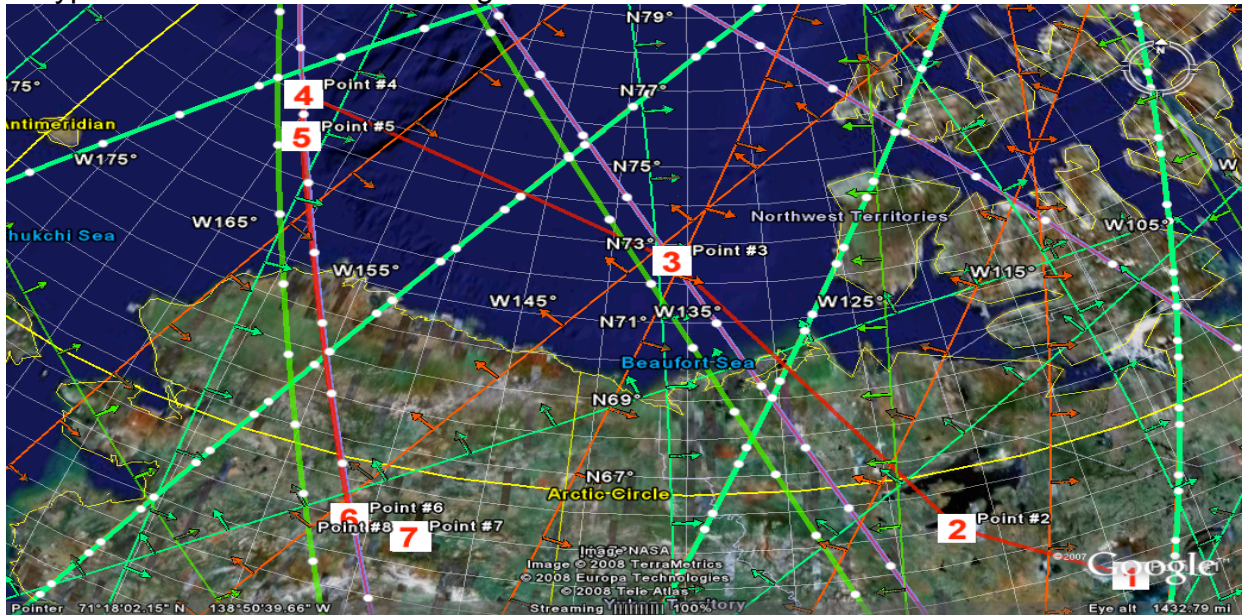 N79°
4 Point #4
175°
N77°
Antimeridian
5 Point #5
W175°
N75°
W165°
Northwest Territories
W105°
hukchi Sea
N73°
3 Point #3
W155°
W115°
W145°
W135°
W125°
N71°
Beaufort Sea
N69°
N67°
Arctic Circle
6 Point #6
Point #8
7 Point #7
2 Point #2
1
Image NASA
Image © 2008 TerraMetrics
© 2008 Europa Technologies
© 2008 Tele Atlas
Territory
©2007 Google
Pointer 71°18'02.15" N 138°50'39.66" W
Streaming 100%
Eye alt 1432.79 mi